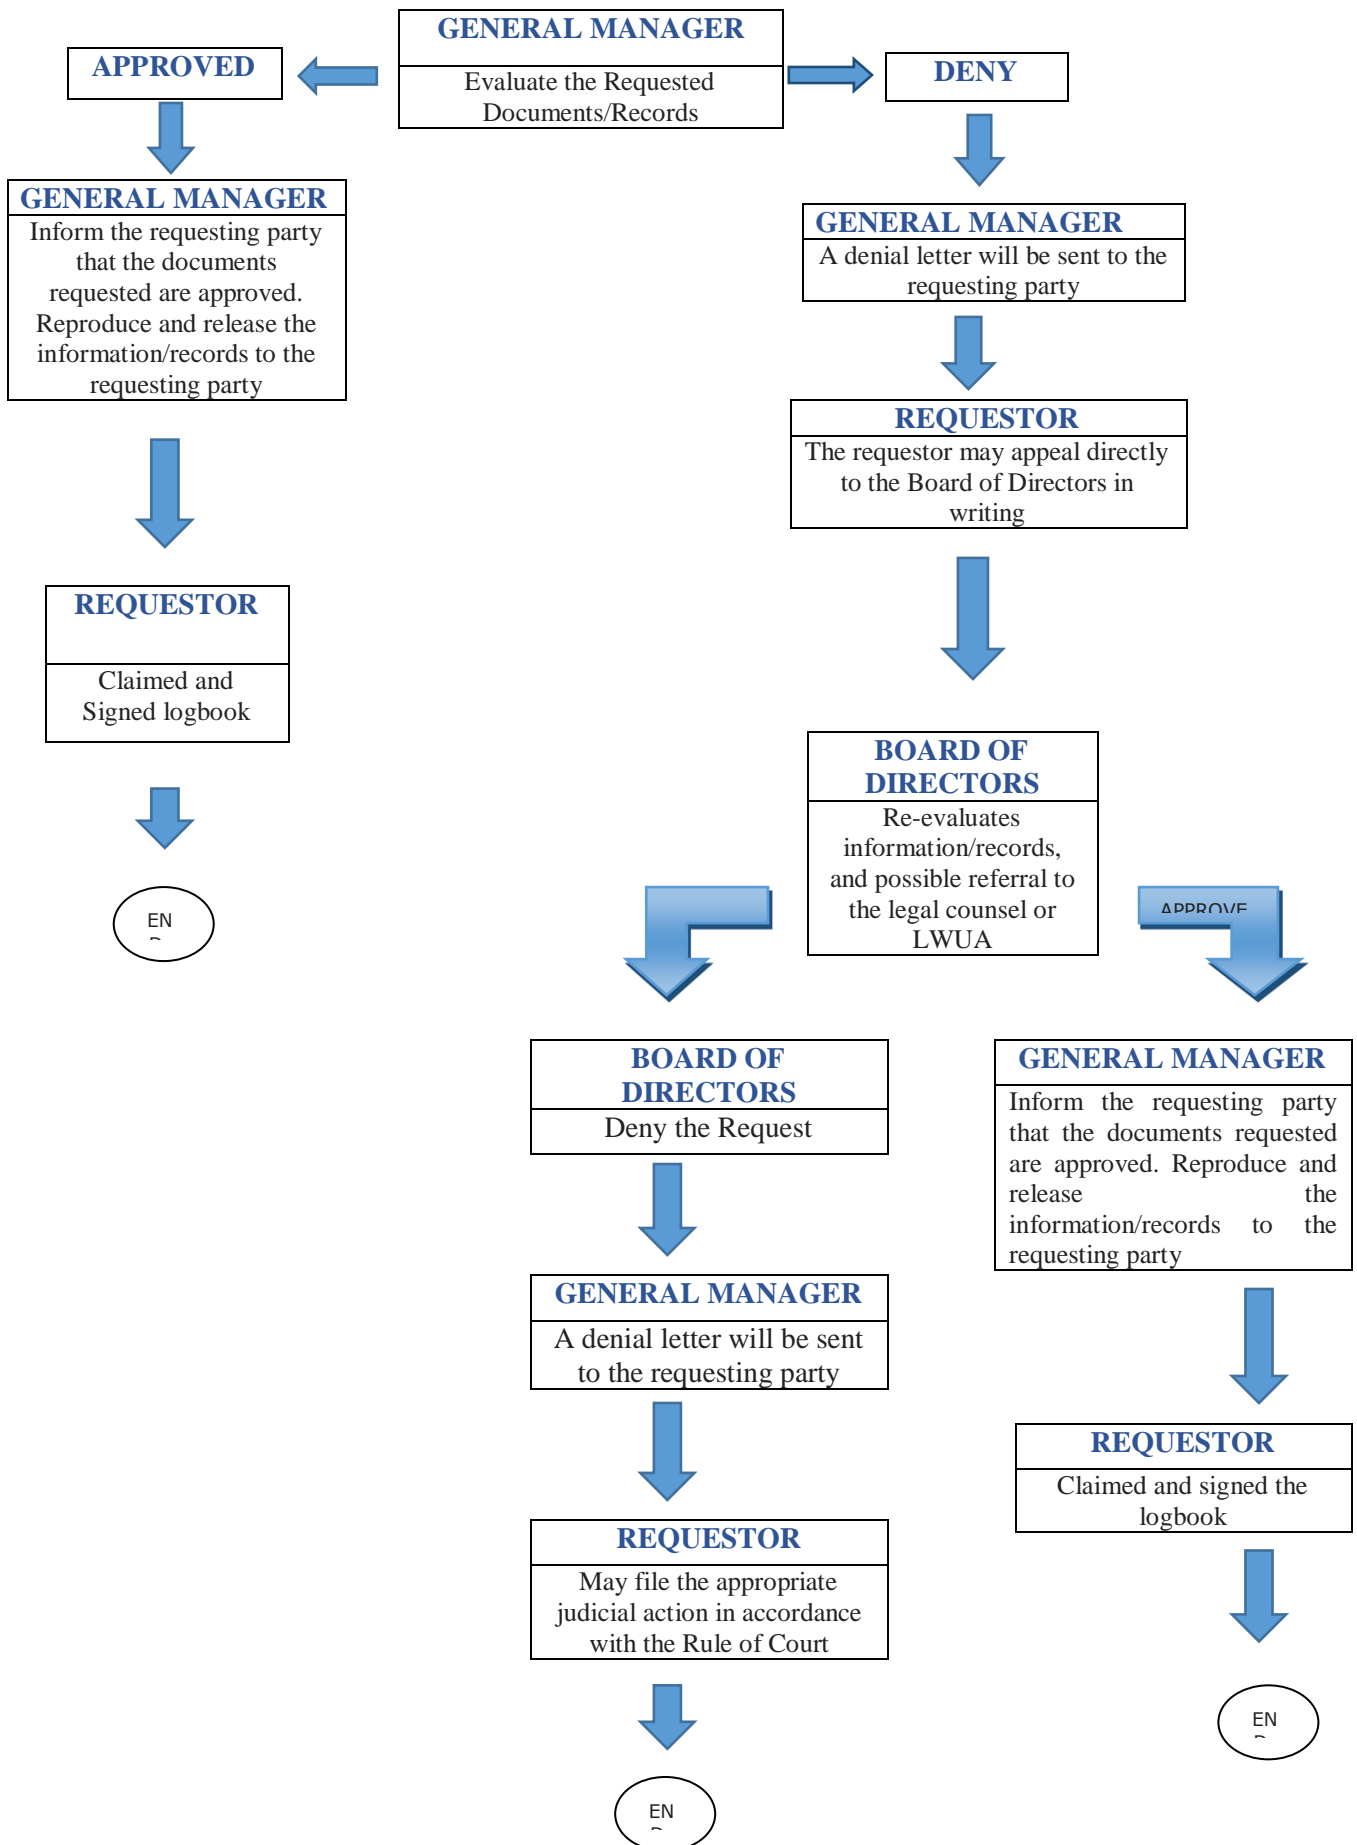 GENERAL MANAGER
Evaluate the Requested
Documents/Records
APPROVED
DENY
GENERAL MANAGER
Inform the requesting party
that the documents
requested are approved.
Reproduce and release the
information/records to the
requesting party
GENERAL MANAGER
A denial letter will be sent to the
requesting party
REQUESTOR
The requestor may appeal directly
to the Board of Directors in
writing
REQUESTOR
Claimed and
Signed logbook
BOARD OF
DIRECTORS
Re-evaluates
information/records,
and possible referral to
the legal counsel or
LWUA
EN
D
APPROVE
BOARD OF
DIRECTORS
Deny the Request
GENERAL MANAGER
Inform the requesting party
that the documents requested
are approved. Reproduce and
release the
information/records to the
requesting party
GENERAL MANAGER
A denial letter will be sent
to the requesting party
REQUESTOR
Claimed and signed the
logbook
REQUESTOR
May file the appropriate
judicial action in accordance
with the Rule of Court
EN
D
EN
D